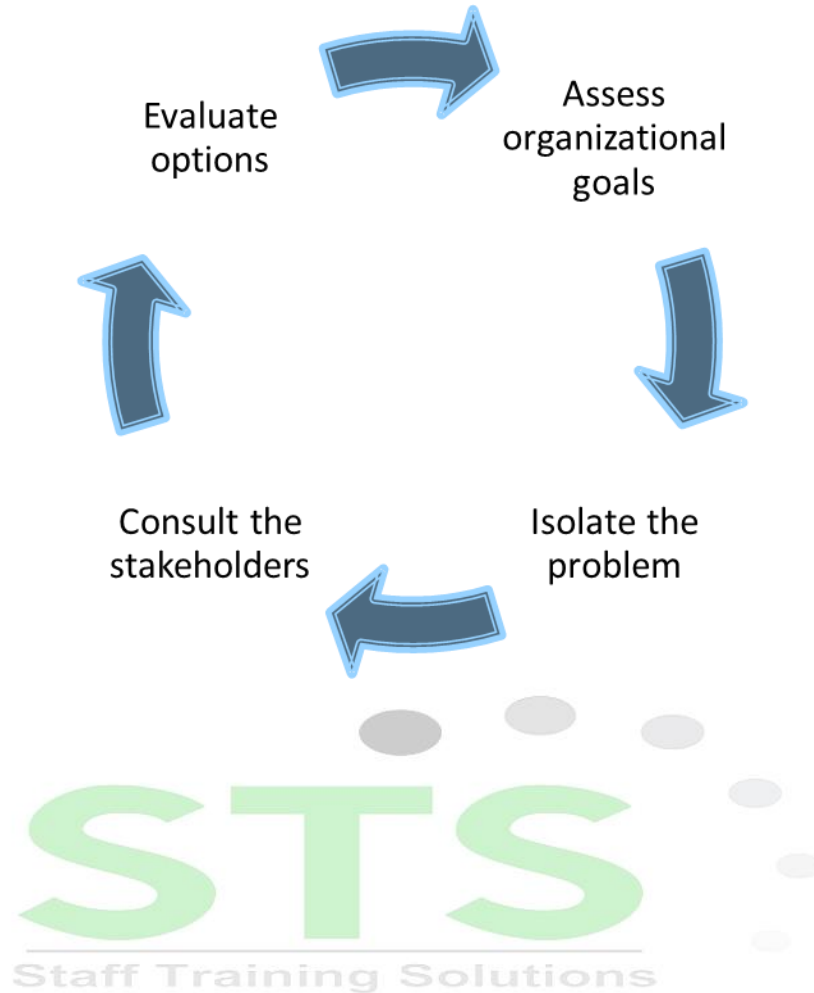 Evaluate
options
Assess
organizational
goals
Consult the
stakeholders
Isolate the
problem
STS
Staff Training Solutions